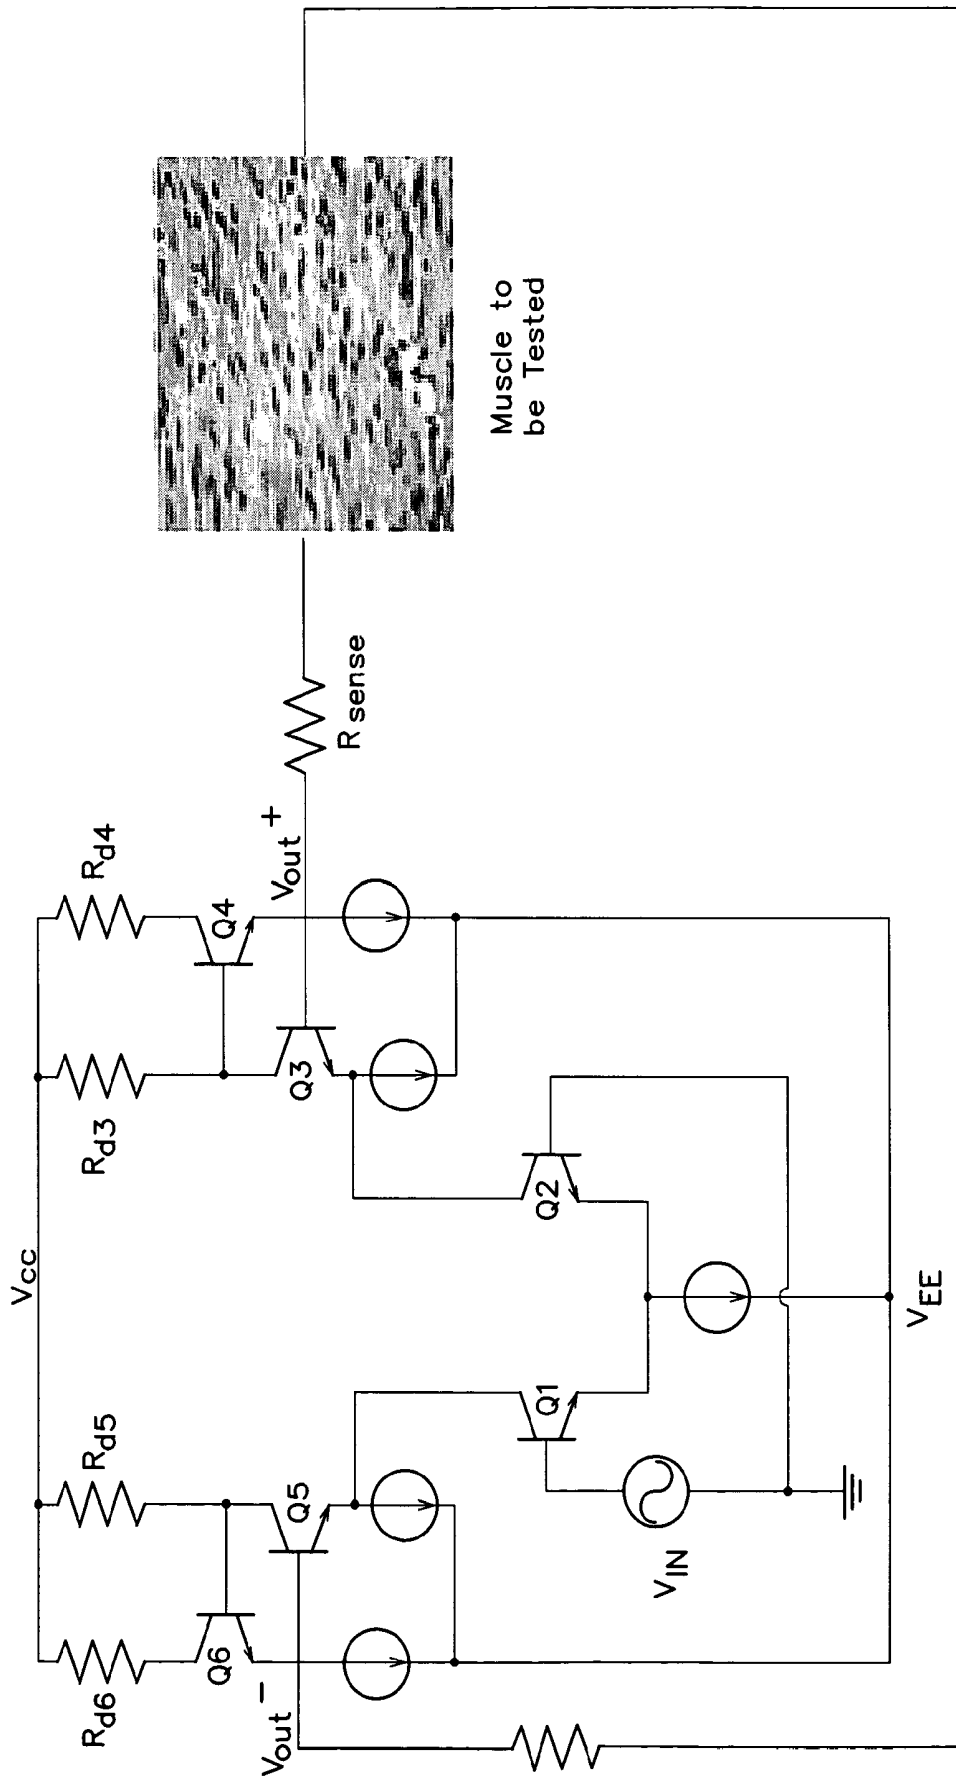 Vcc
Rd6
Rd5
Rd3
Rd4
Q6
Q5
Q3
Q4
Vout -
Vout +
Rsense
Q1
Q2
VIN
VEE
Muscle to
be Tested